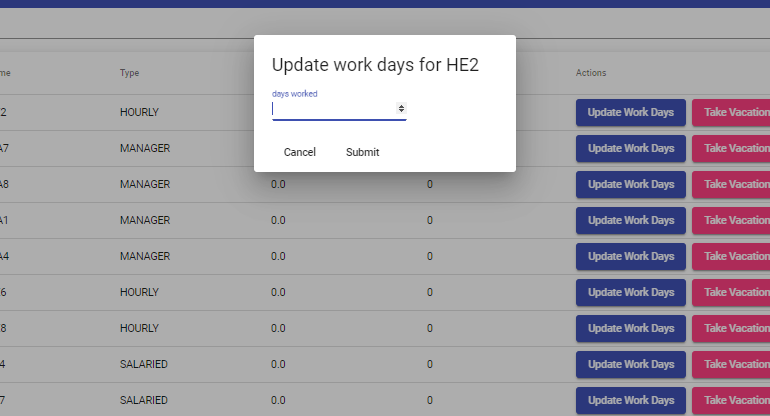 Update work days for HE2
days worked
Cancel Submit
me Type Actions
2 HOURLY Update Work Days Take Vacation
A7 MANAGER Update Work Days Take Vacation
A8 MANAGER 0.0 0 Update Work Days Take Vacation
A1 MANAGER 0.0 0 Update Work Days Take Vacation
A4 MANAGER 0.0 0 Update Work Days Take Vacation
6 HOURLY 0.0 0 Update Work Days Take Vacation
8 HOURLY 0.0 0 Update Work Days Take Vacation
4 SALARIED 0.0 0 Update Work Days Take Vacation
7 SALARIED 0.0 0 Update Work Days Take Vacation